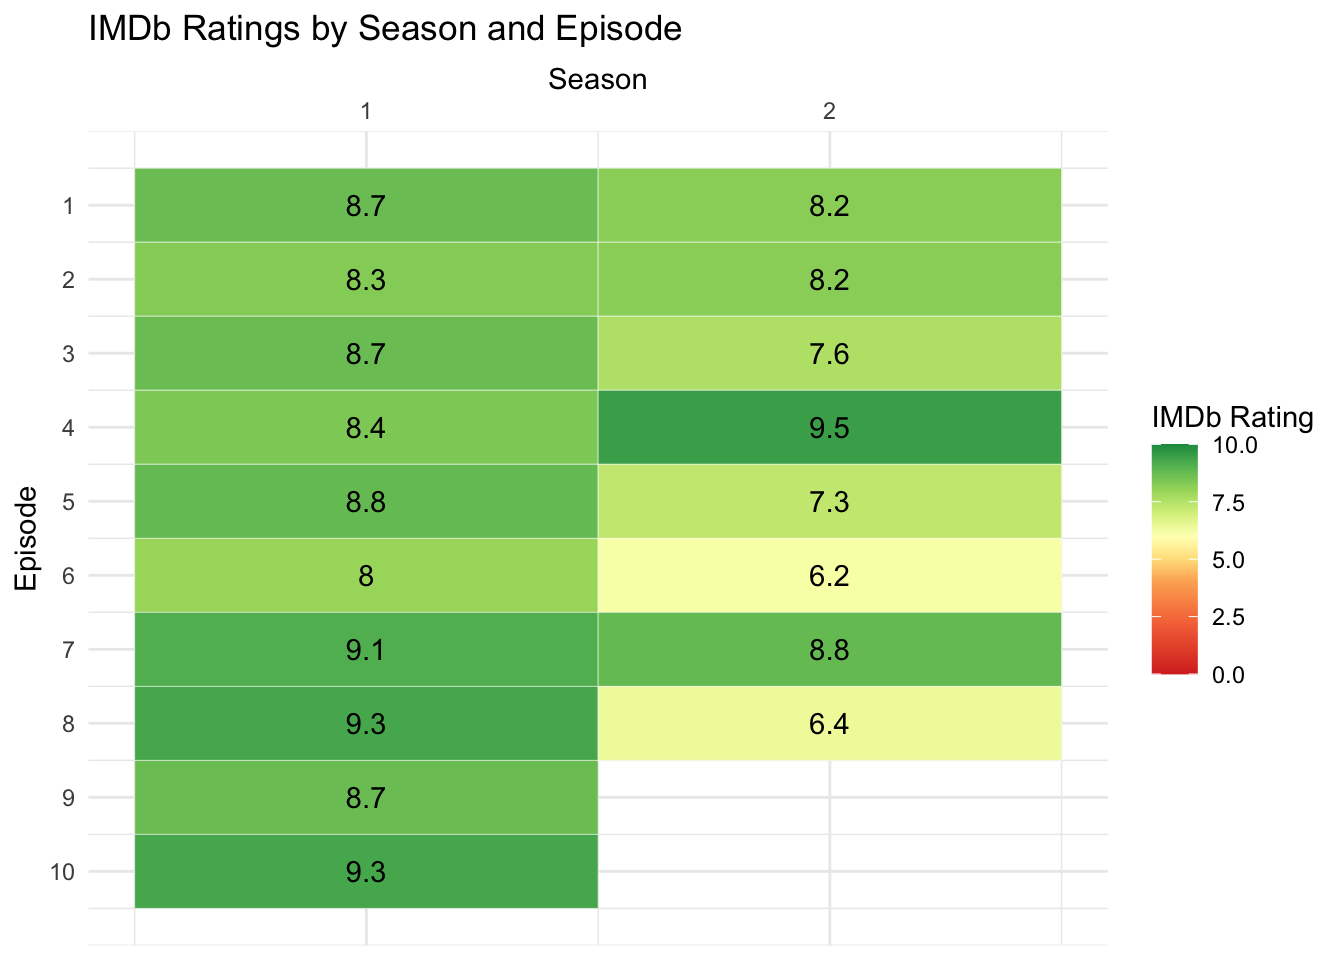 IMDb Ratings by Season and Episode
Season
1 2
1 8.7 8.2
2 8.3 8.2
3 8.7 7.6
4 8.4 9.5
5 8.8 7.3
6 8 6.2
7 9.1 8.8
8 9.3 6.4
9 8.7
10 9.3
Episode
IMDb Rating
10.0
7.5
5.0
2.5
0.0